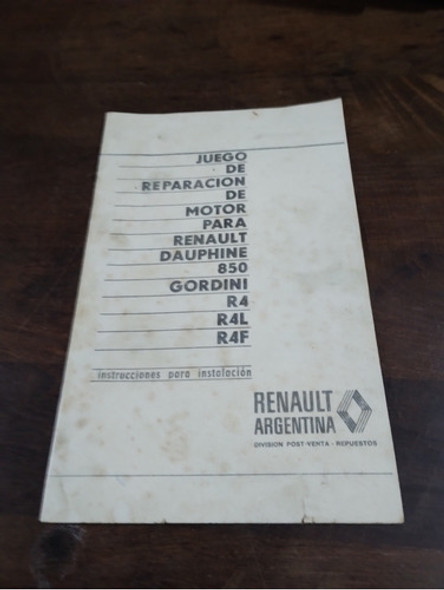 JUEGO
DE
REPARACION
DE
MOTOR
PARA
RENAULT
DAUPHINE
850
GORDINI
R4
R4L
R4F
instrucciones para instalación
RENAULT
ARGENTINA
DIVISION POST-VENTA - REPUESTOS